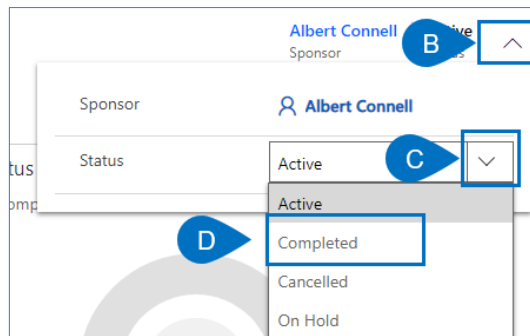 Albert Connell
B
Sponsor
Sponsor
Albert Connell
Status
Active
C
Active
D
Completed
Cancelled
On Hold